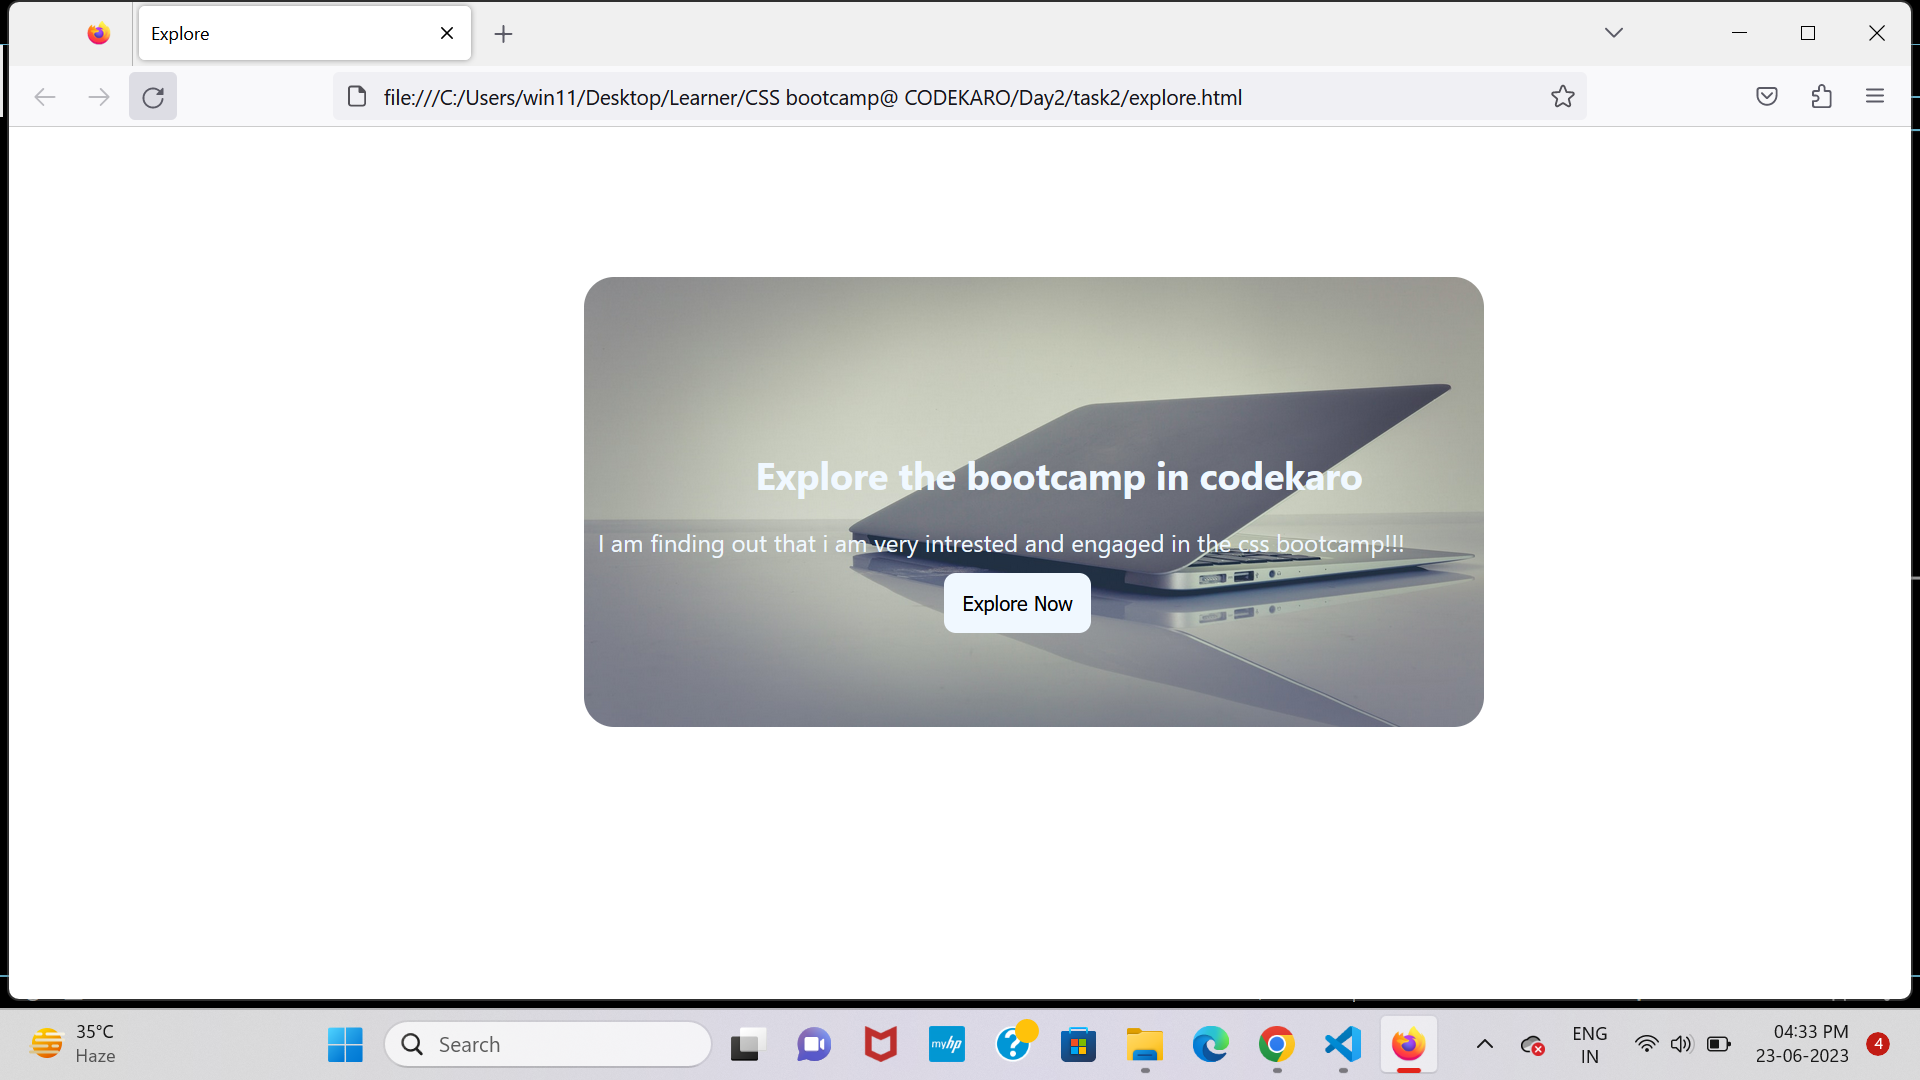 Explore
file:///C:/Users/win11/Desktop/Learner/CSS bootcamp@ CODEKARO/Day2/task2/explore.html
Explore the bootcamp in codekaro
I am finding out that i am very intrested and engaged in the css bootcamp!!!
Explore Now
35°C
Haze
Search
myhp
ENG
IN
04:33 PM
23-06-2023
4